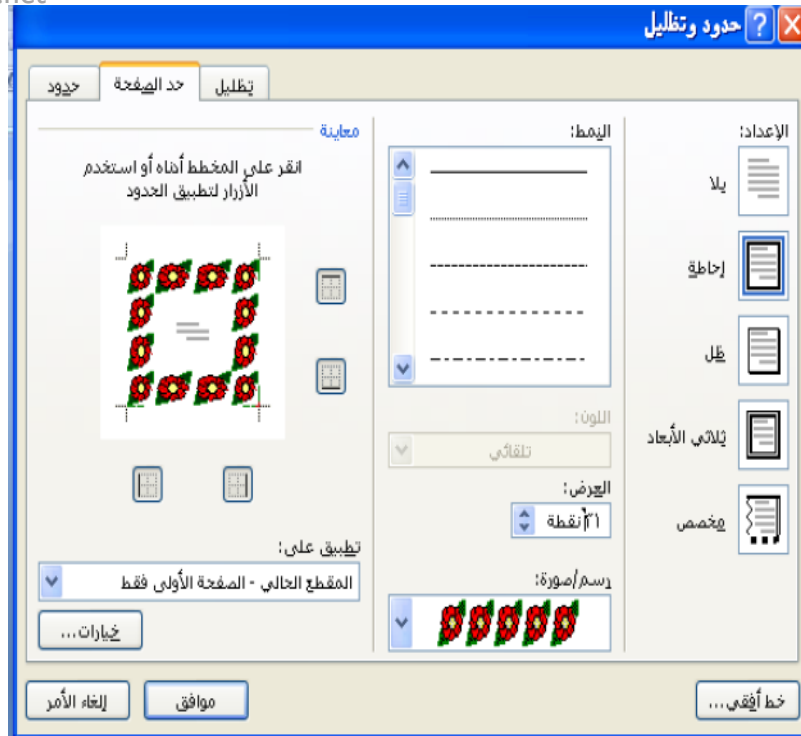 حدود وتظليل
حدود
حد الصفحة
تظليل
الإعداد:
بلا
إحاطة
ظل
ثلاثي الأبعاد
مخصص
النمط:
اللون:
تلقائي
العرض:
٣١ نقطة
رسم/صورة:
معاينة
انقر على المخطط أدناه أو استخدم
الأزرار لتطبيق الحدود
تطبيق على:
المقطع الحالي - الصفحة الأولى فقط
خيارات...
خط أفقي...
موافق
إلغاء الأمر